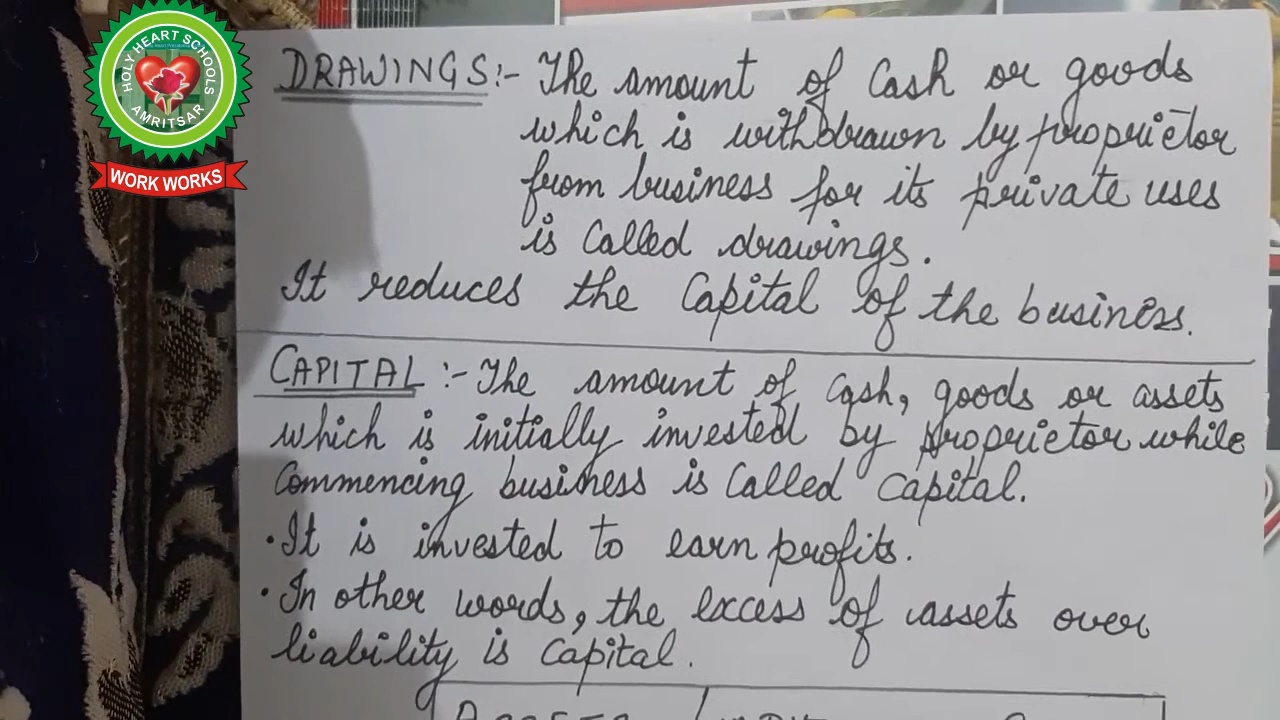 HOLY HEART SCHOOLS
AMRITSAR
WORK WORKS
DRAWINGS:- The amount of Cash or goods
which is withdrawn by proprietor
from business for its private uses
is Called drawings.
It reduces the Capital of the business.
CAPITAL:- The amount of Cash, goods or assets
which is initially invested by proprietor while
Commencing business is Called Capital.
• It is invested to earn profits.
• In other words, the excess of assets over
liability is Capital.